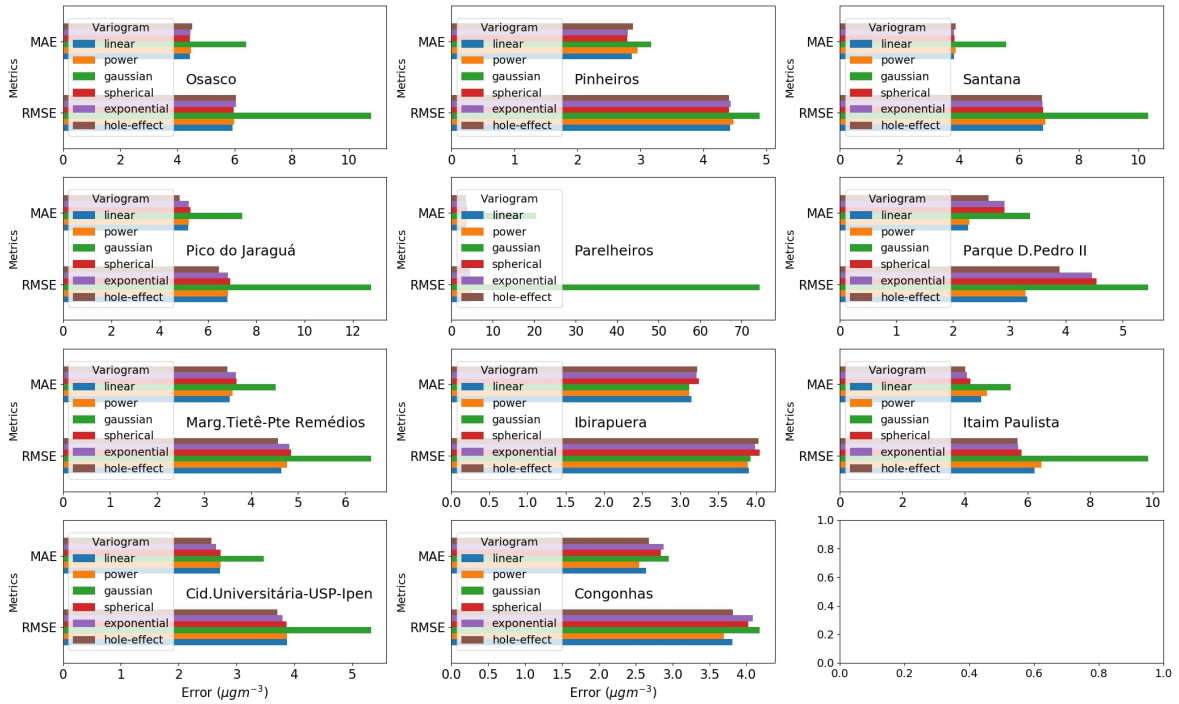 Metrics
MAE
RMSE
Variogram
linear
power
gaussian
spherical
exponential
hole-effect
Osasco
0 2 4 6 8 10
Metrics
MAE
RMSE
Variogram
linear
power
gaussian
spherical
exponential
hole-effect
Pinheiros
0 1 2 3 4 5
Metrics
MAE
RMSE
Variogram
linear
power
gaussian
spherical
exponential
hole-effect
Santana
0 2 4 6 8 10
Metrics
MAE
RMSE
Variogram
linear
power
gaussian
spherical
exponential
hole-effect
Pico do Jaraguá
0 2 4 6 8 10 12
Metrics
MAE
RMSE
Variogram
linear
power
gaussian
spherical
exponential
hole-effect
Parelheiros
0 10 20 30 40 50 60 70
Metrics
MAE
RMSE
Variogram
linear
power
gaussian
spherical
exponential
hole-effect
Parque D.Pedro II
0 1 2 3 4 5
Metrics
MAE
RMSE
Variogram
linear
power
gaussian
spherical
exponential
hole-effect
Marg.Tietê-Pte Remédios
0 1 2 3 4 5 6
Metrics
MAE
RMSE
Variogram
linear
power
gaussian
spherical
exponential
hole-effect
Ibirapuera
0.0 0.5 1.0 1.5 2.0 2.5 3.0 3.5 4.0
Metrics
MAE
RMSE
Variogram
linear
power
gaussian
spherical
exponential
hole-effect
Itaim Paulista
0 2 4 6 8 10
Metrics
MAE
RMSE
Variogram
linear
power
gaussian
spherical
exponential
hole-effect
Cid.Universitária-USP-Ipen
0 1 2 3 4 5
Error (μgm⁻³)
Metrics
MAE
RMSE
Variogram
linear
power
gaussian
spherical
exponential
hole-effect
Congonhas
0.0 0.5 1.0 1.5 2.0 2.5 3.0 3.5 4.0
Error (μgm⁻³)
1.0
0.8
0.6
0.4
0.2
0.0
0.0 0.2 0.4 0.6 0.8 1.0